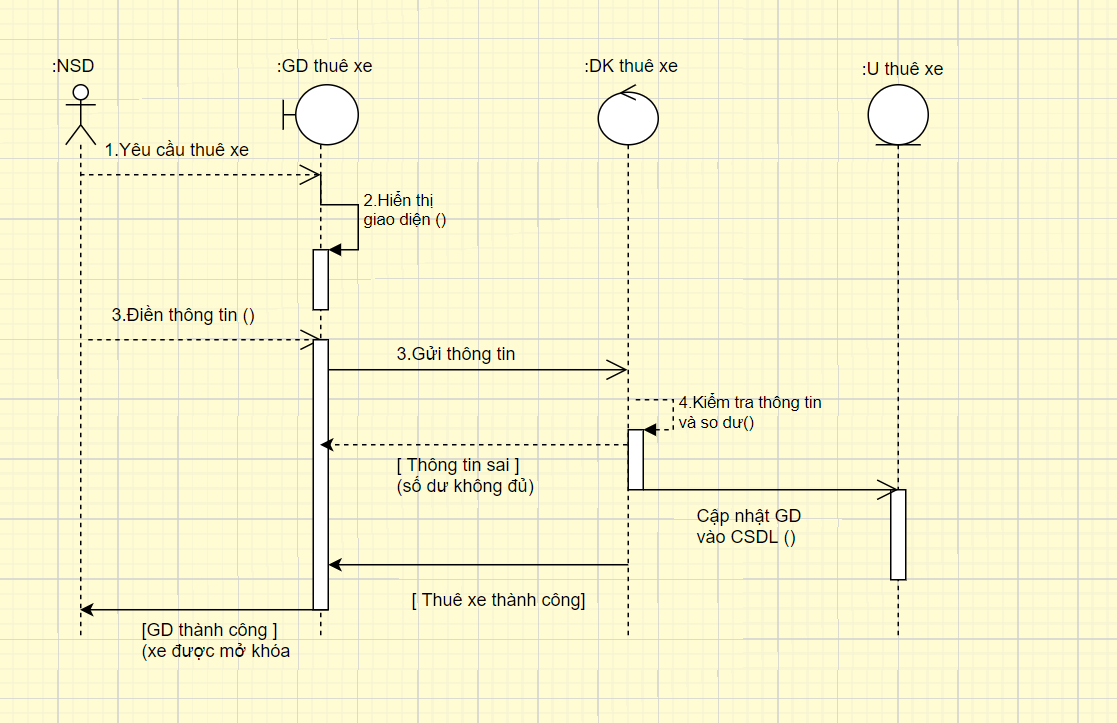 :NSD
:GD thuê xe
:DK thuê xe
:U thuê xe
1.Yêu cầu thuê xe
2.Hiển thị
giao diện ()
3.Điền thông tin ()
3.Gửi thông tin
4.Kiểm tra thông tin
và so dư()
[ Thông tin sai ]
(số dư không đủ)
Cập nhật GD
vào CSDL ()
[ Thuê xe thành công]
[GD thành công ]
(xe được mở khóa